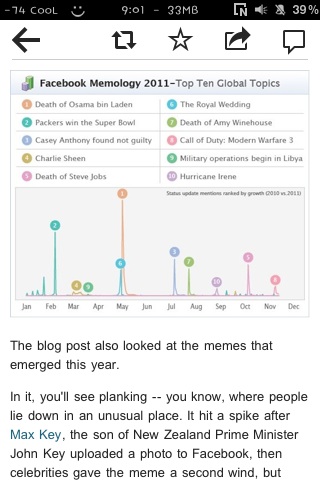 -74 CooL 9:01 - 33MB 39%
Facebook Memology 2011-Top Ten Global Topics
1 Death of Osama bin Laden
6 The Royal Wedding
2 Packers win the Super Bowl
7 Death of Amy Winehouse
3 Casey Anthony found not guilty
8 Call of Duty: Modern Warfare 3
4 Charlie Sheen
9 Military operations begin in Libya
5 Death of Steve Jobs
10 Hurricane Irene
Status update mentions ranked by growth (2010 vs.2011)
1
2
3
7
5
6
4
9
10
8
Jan Feb Mar Apr May Jun Jul Aug Sep Oct Nov Dec
The blog post also looked at the memes that
emerged this year.
In it, you'll see planking -- you know, where people
lie down in an unusual place. It hit a spike after
Max Key, the son of New Zealand Prime Minister
John Key uploaded a photo to Facebook, then
celebrities gave the meme a second wind, but